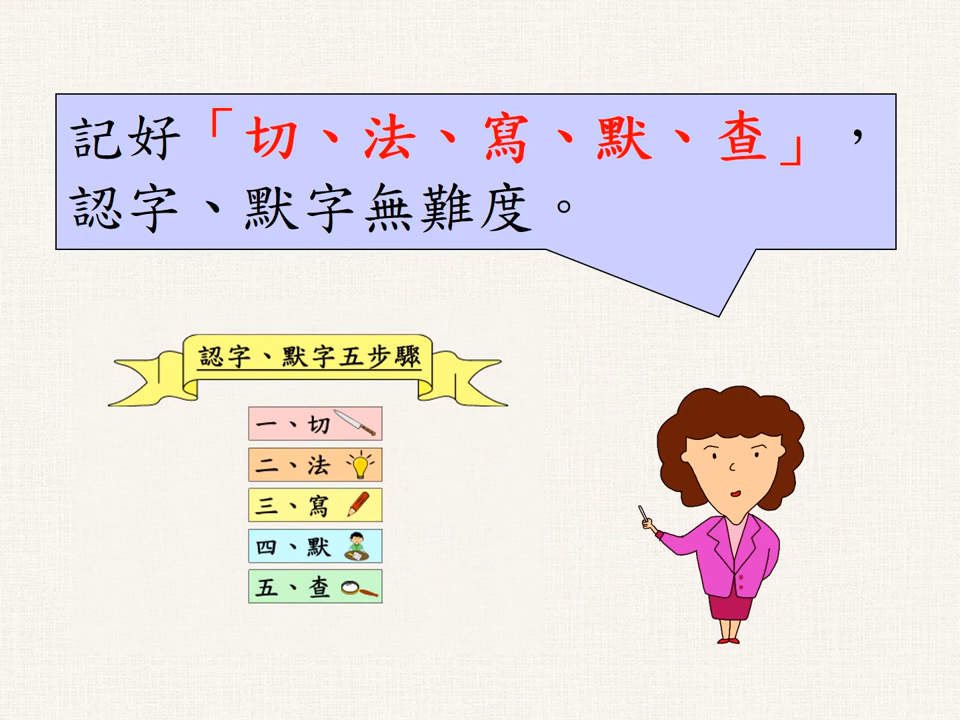 記好「切、法、寫、默、查」，
認字、默字無難度。
認字、默字五步驟
一、切
二、法
三、寫
四、默
五、查